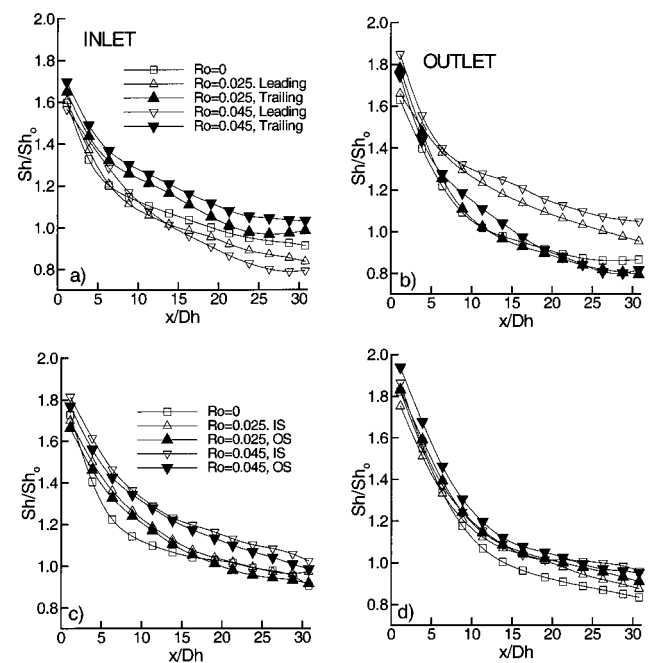 INLET
Sh/Sh₀
2.0
1.8
1.6
1.4
1.2
1.0
0.8
Ro=0
Ro=0.025. Leading
Ro=0.025, Trailing
Ro=0.045, Leading
Ro=0.045, Trailing
a)
0 5 10 15 20 25 30
x/Dh
OUTLET
Sh/Sh₀
2.0
1.8
1.6
1.4
1.2
1.0
0.8
b)
0 5 10 15 20 25 30
x/Dh
Sh/Sh₀
2.0
1.8
1.6
1.4
1.2
1.0
0.8
Ro=0
Ro=0.025. IS
Ro=0.025, OS
Ro=0.045, IS
Ro=0.045, OS
c)
0 5 10 15 20 25 30
x/Dh
Sh/Sh₀
2.0
1.8
1.6
1.4
1.2
1.0
0.8
d)
0 5 10 15 20 25 30
x/Dh